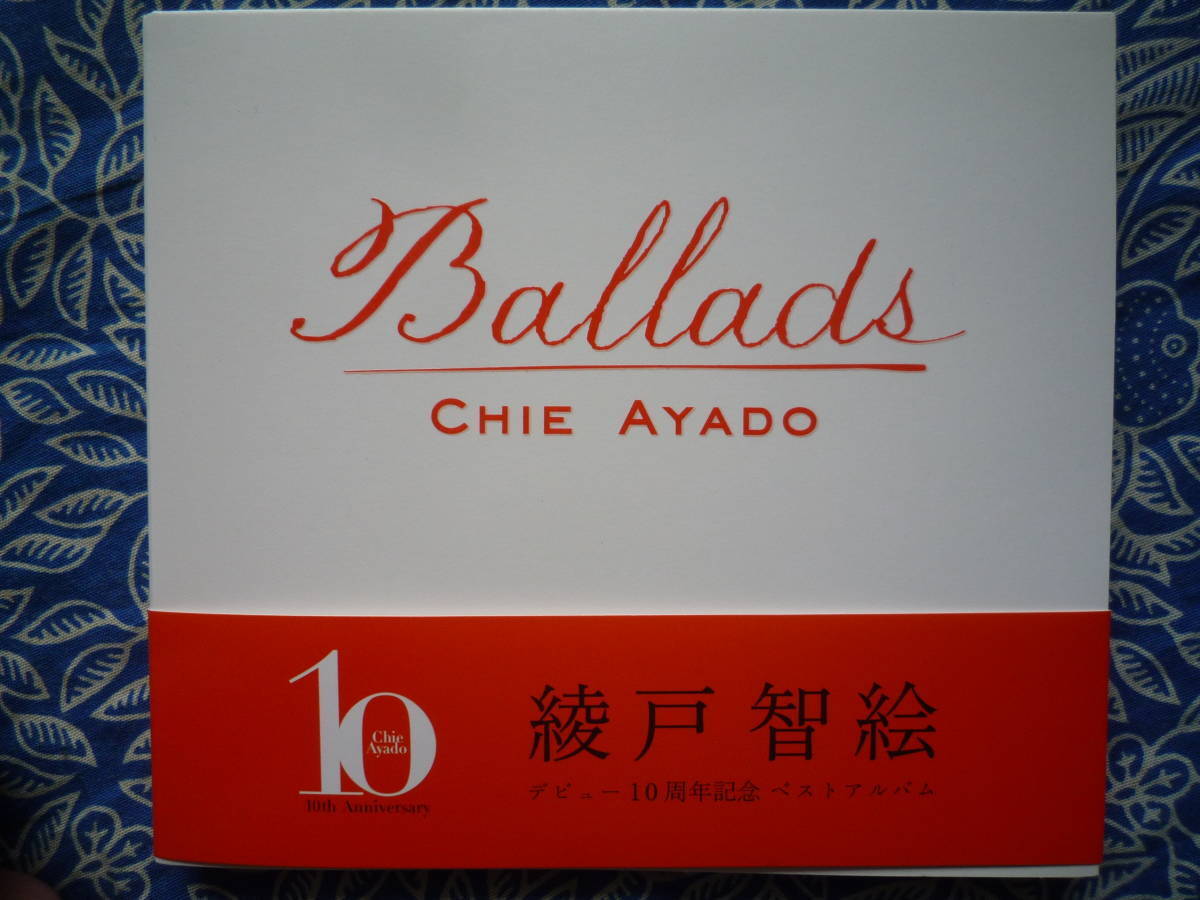 Ballads
CHIE AYADO
10
Chie
Ayado
10th Anniversary
綾戸智絵
デビュー10周年記念 ベストアルバム